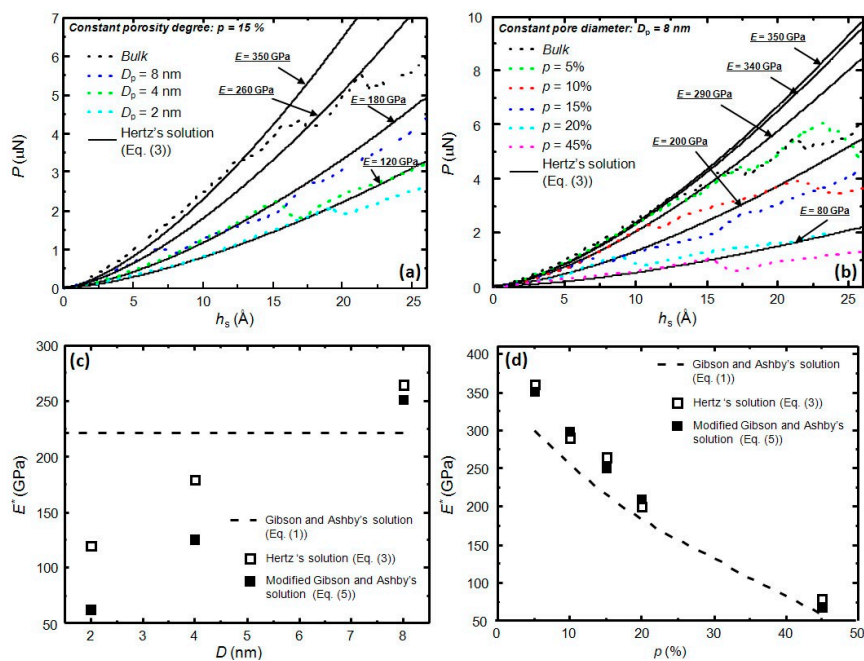 Constant porosity degree: p = 15 %
Bulk
Dp = 8 nm
Dp = 4 nm
Dp = 2 nm
Hertz's solution
(Eq. (3))
E = 350 GPa
E = 260 GPa
E = 180 GPa
E = 120 GPa
(a)
P (uN)
7
6
5
4
3
2
1
0
0 5 10 15 20 25
hs (Å)
Constant pore diameter: Dp = 8 nm
Bulk
p = 5%
p = 10%
p = 15%
p = 20%
p = 45%
Hertz's solution
(Eq. (3))
E = 350 GPa
E = 340 GPa
E = 290 GPa
E = 200 GPa
E = 80 GPa
(b)
P (uN)
10
8
6
4
2
0
0 5 10 15 20 25
hs (Å)
(c)
E* (GPa)
300
250
200
150
100
50
Gibson and Ashby's solution
(Eq. (1))
Hertz 's solution (Eq. (3))
Modified Gibson and Ashby's
solution (Eq. (5))
2 3 4 5 6 7 8
D (nm)
(d)
E* (GPa)
400
350
300
250
200
150
100
50
Gibson and Ashby's solution
(Eq. (1))
Hertz 's solution (Eq. (3))
Modified Gibson and Ashby's
solution (Eq. (5))
0 10 20 30 40 50
p (%)